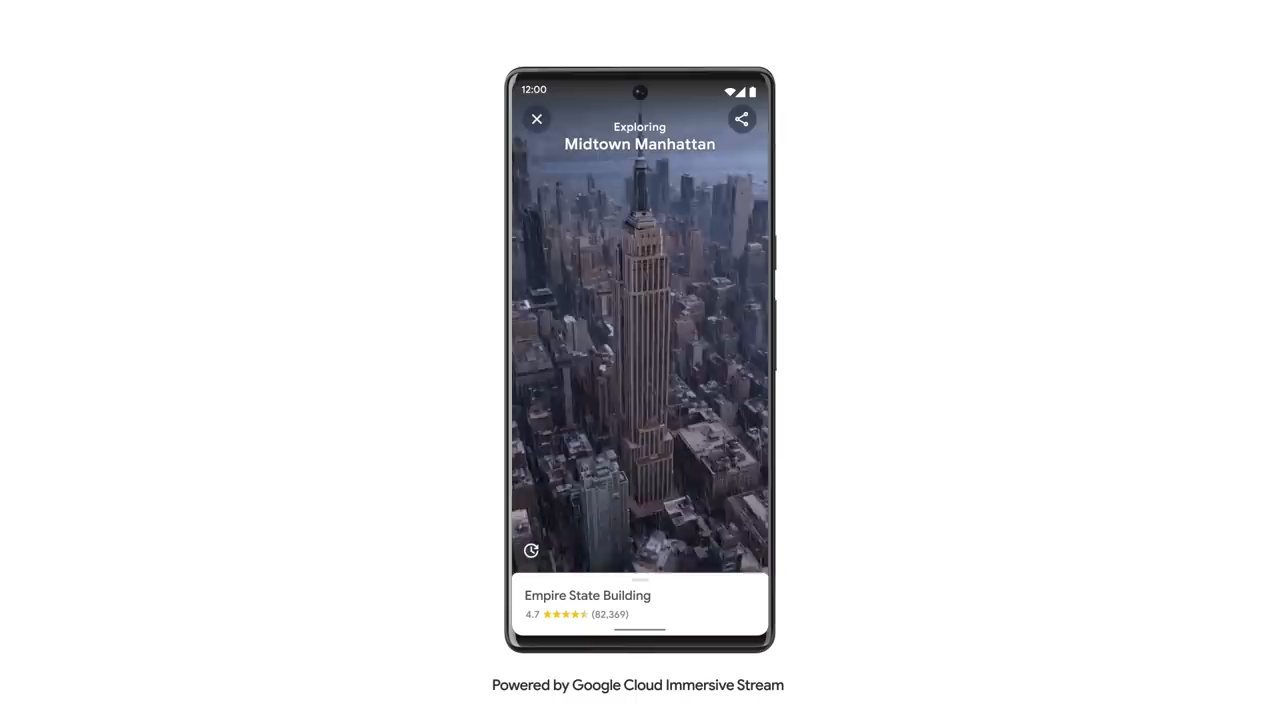 12:00
Exploring
Midtown Manhattan
Empire State Building
4.7 (82,369)
Powered by Google Cloud Immersive Stream